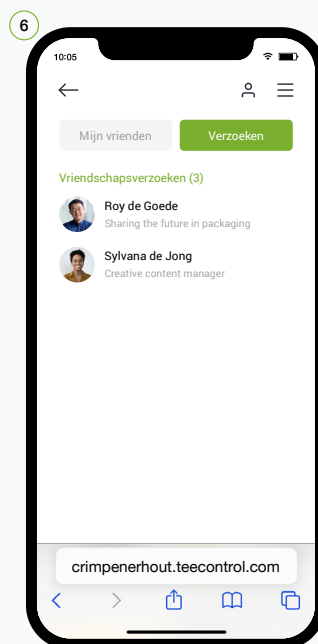 6
10:05
Mijn vrienden
Verzoeken
Vriendschapsverzoeken (3)
Roy de Goede
Sharing the future in packaging
Sylvana de Jong
Creative content manager
crimpenerhout.teecontrol.com